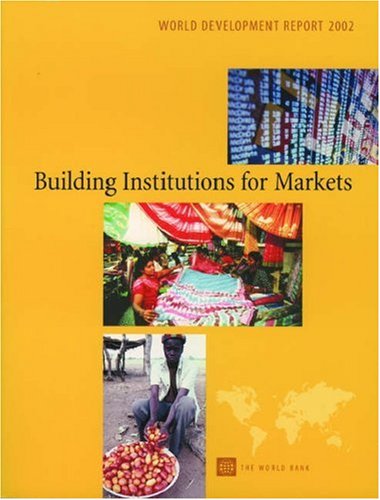 WORLD DEVELOPMENT REPORT 2002
Building Institutions for Markets
THE WORLD BANK